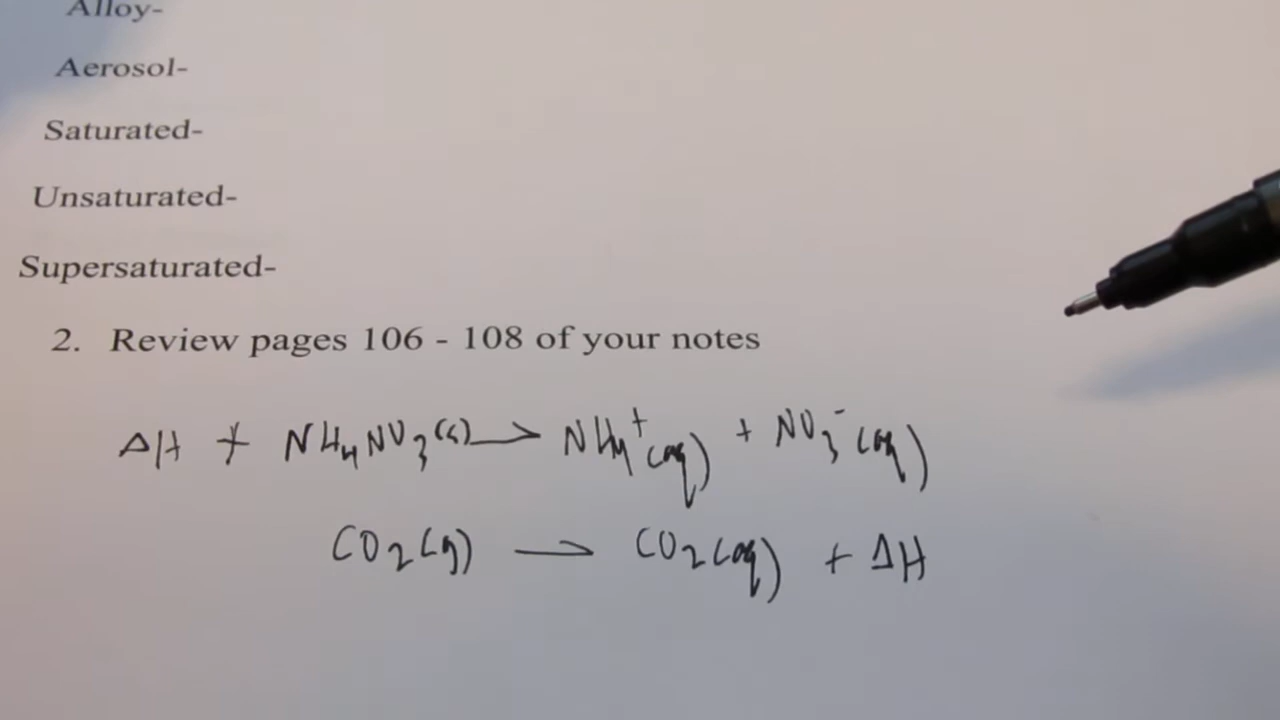 Alloy-
Aerosol-
Saturated-
Unsaturated-
Supersaturated-
2. Review pages 106 - 108 of your notes
ΔH + NH₄NO₃(s) → NH₄⁺(aq) + NO₃⁻(aq)
CO₂(g) → CO₂(aq) + ΔH